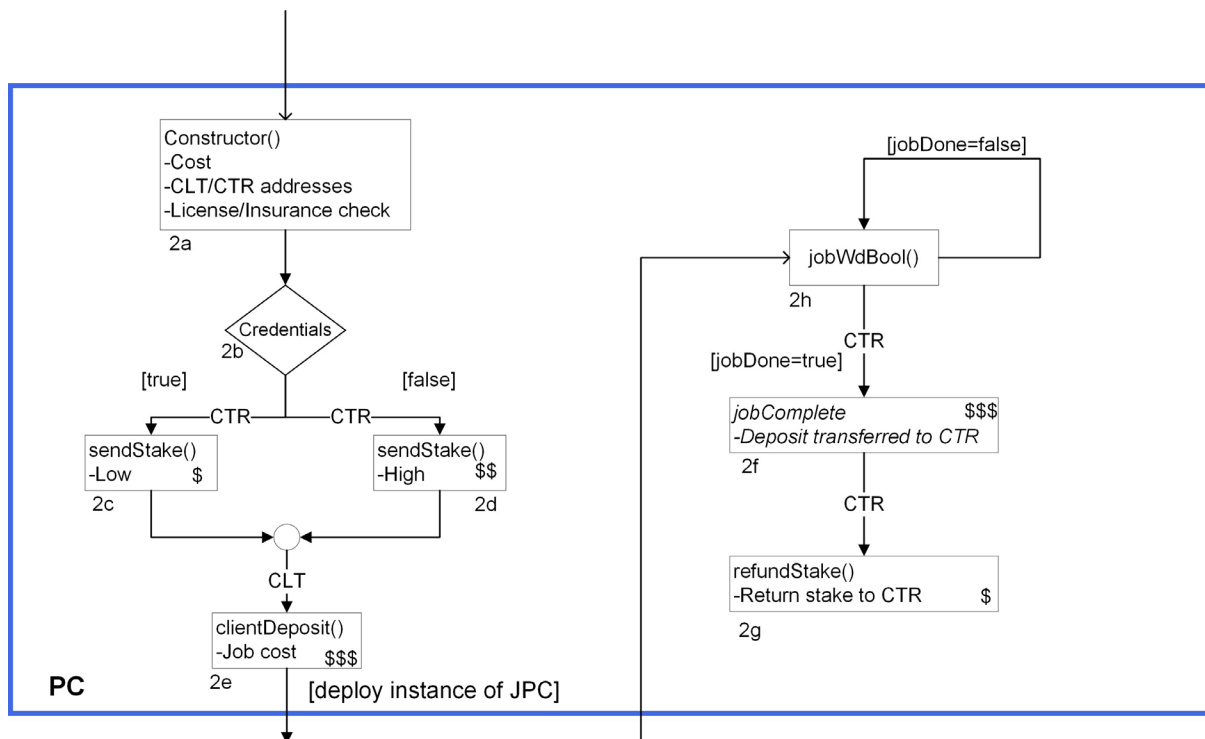 Constructor()
-Cost
-CLT/CTR addresses
-License/Insurance check
2a
Credentials
2b
[true]
[false]
CTR
CTR
sendStake()
-Low $
2c
sendStake()
-High $$
2d
CLT
clientDeposit()
-Job cost $$$
2e
[deploy instance of JPC]
PC
[jobDone=false]
jobWdBool()
2h
CTR
[jobDone=true]
jobComplete $$$
-Deposit transferred to CTR
2f
CTR
refundStake()
-Return stake to CTR $
2g